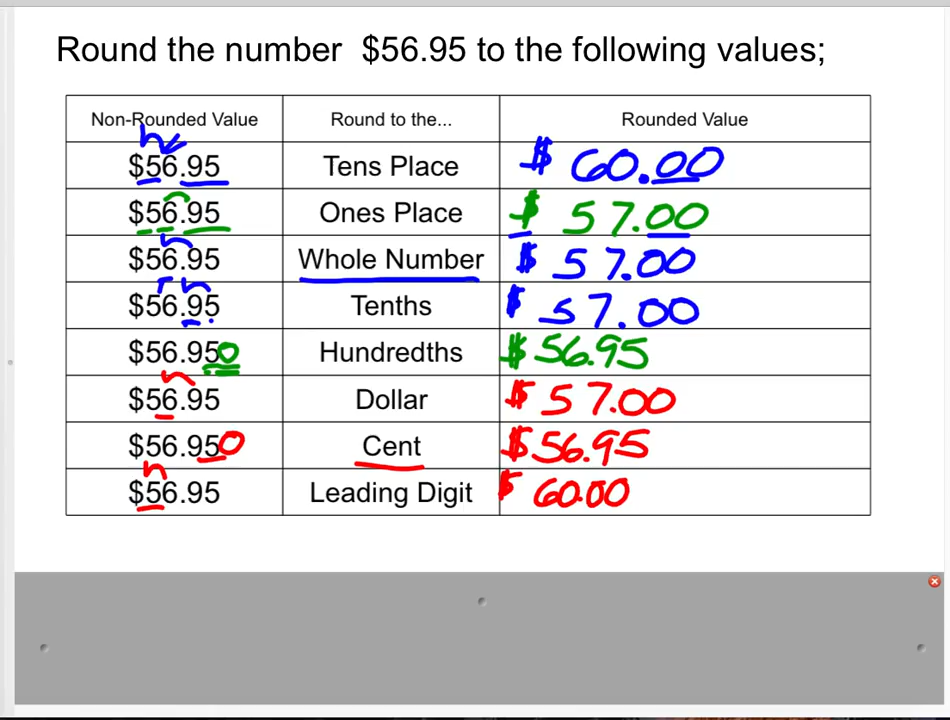 Round the number $56.95 to the following values;
Non-Rounded Value Round to the... Rounded Value
$56.95 Tens Place $ 60.00
$56.95 Ones Place $ 57.00
$56.95 Whole Number $ 57.00
$56.95 Tenths $ 57.00
$56.950 Hundredths $56.95
$56.95 Dollar $ 57.00
$56.950 Cent $56.95
$56.95 Leading Digit $ 60.00